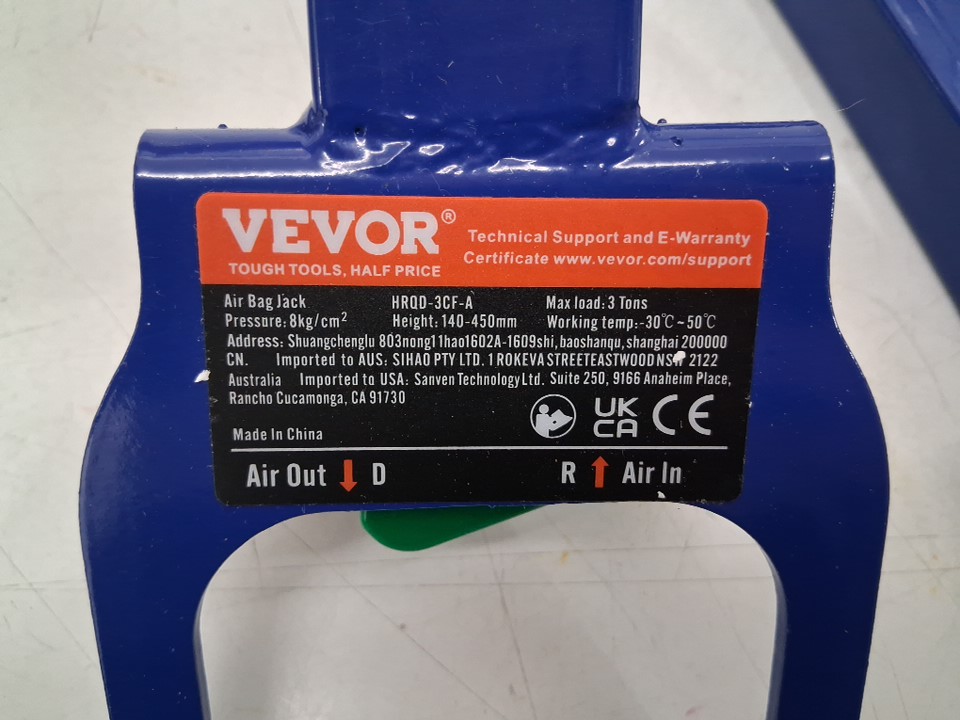 VEVOR®
TOUGH TOOLS, HALF PRICE
Technical Support and E-Warranty
Certificate www.vevor.com/support
Air Bag Jack HRQD-3CF-A Max load: 3 Tons
Pressure: 8kg/cm² Height: 140-450mm Working temp: -30℃~50℃
Address: Shuangchenglu 803nong11hao1602A-1609shi, baoshanqu, shanghai 200000
CN. Imported to AUS: SIHAO PTY LTD. 1 ROKEVA STREETEASTWOOD NSW 2122
Australia Imported to USA: Sanven Technology Ltd. Suite 250, 9166 Anaheim Place,
Rancho Cucamonga, CA 91730
UK
CA CE
Made In China
Air Out ↓ D R ↑ Air In